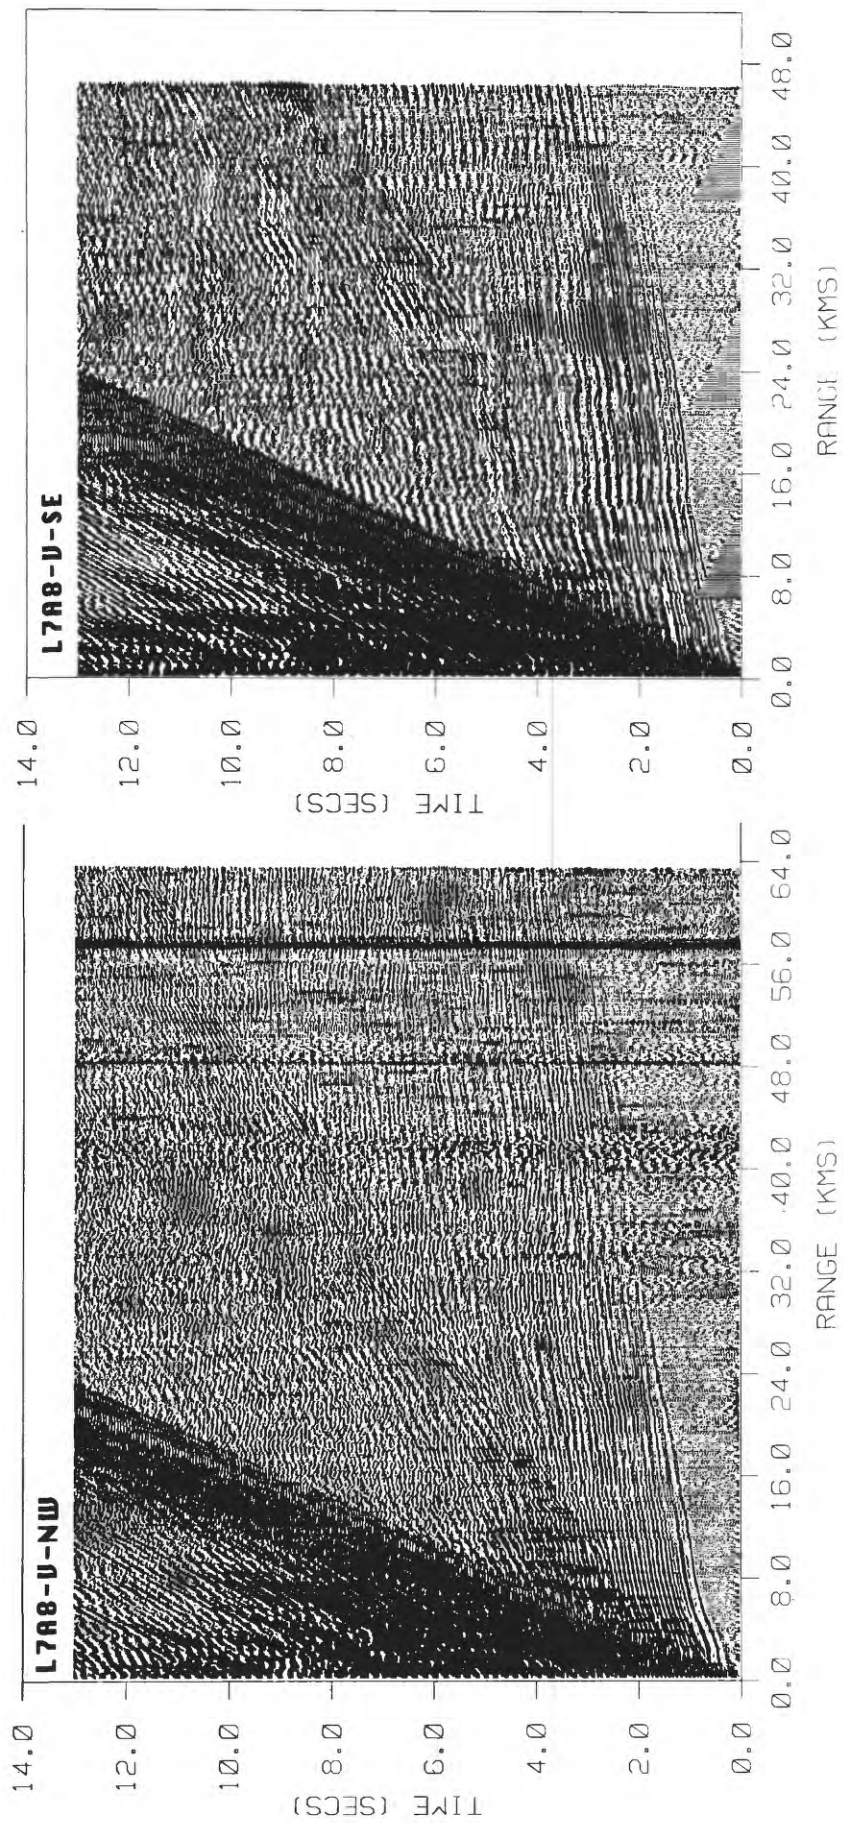 L7A8-V-SE
14.0
12.0
10.0
8.0
6.0
4.0
2.0
0.0
TIME (SECS)
0.0 8.0 16.0 24.0 32.0 40.0 48.0
RANGE (KMS)
L7A8-V-NW
14.0
12.0
10.0
8.0
6.0
4.0
2.0
0.0
TIME (SECS)
0.0 8.0 16.0 24.0 32.0 40.0 48.0 56.0 64.0
RANGE (KMS)